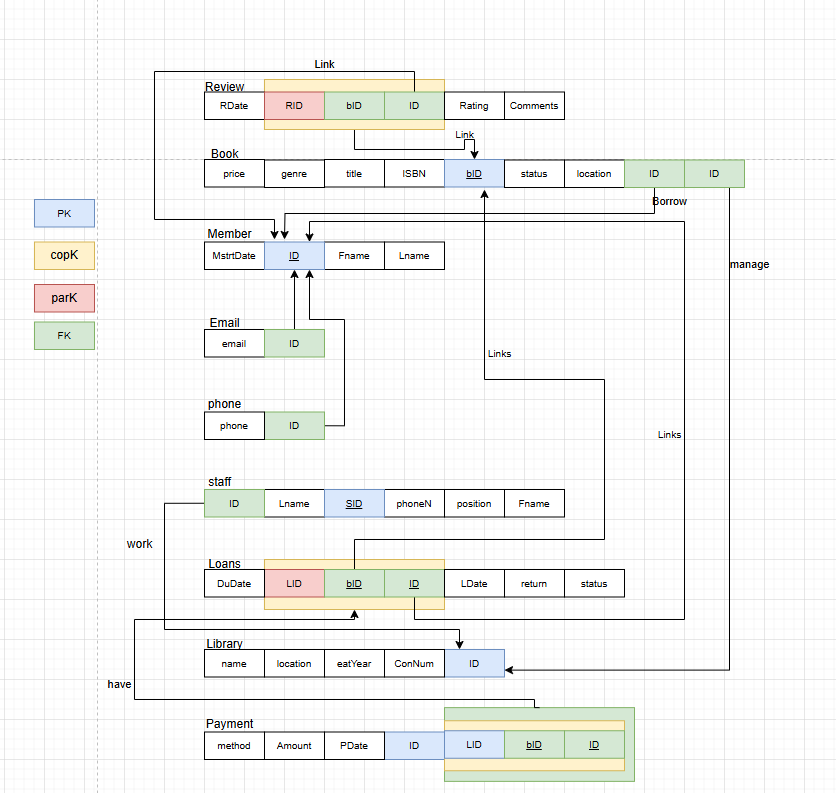 Link
Review
RDate RID bID ID Rating Comments
Link
Book
price genre title ISBN bID status location ID ID
Borrow
PK
Member
MstrtDate ID Fname Lname
copK
manage
parK
Email
FK
email ID
Links
phone
phone ID
Links
staff
ID Lname SID phoneN position Fname
work
Loans
DuDate LID bID ID LDate return status
Library
name location eatYear ConNum ID
have
Payment
method Amount PDate ID LID bID ID